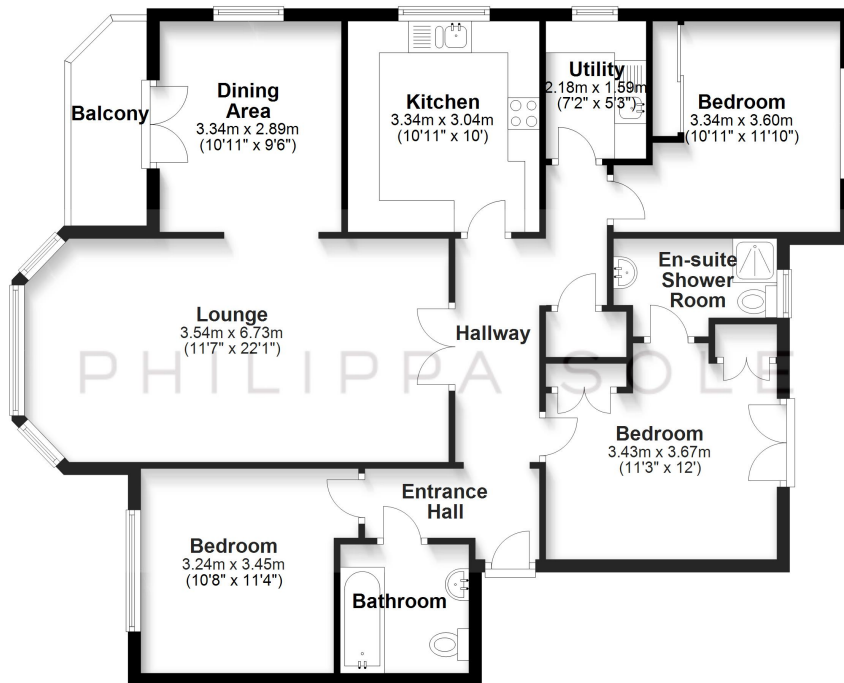 Balcony
Dining
Area
3.34m x 2.89m
(10'11" x 9'6")
Kitchen
3.34m x 3.04m
(10'11" x 10')
Utility
2.18m x 1.59m
(7'2" x 5'3")
Bedroom
3.34m x 3.60m
(10'11" x 11'10")
Lounge
3.54m x 6.73m
(11'7" x 22'1")
Hallway
En-suite
Shower
Room
PHILIPPA SOLE
Bedroom
3.43m x 3.67m
(11'3" x 12')
Entrance
Hall
Bedroom
3.24m x 3.45m
(10'8" x 11'4")
Bathroom